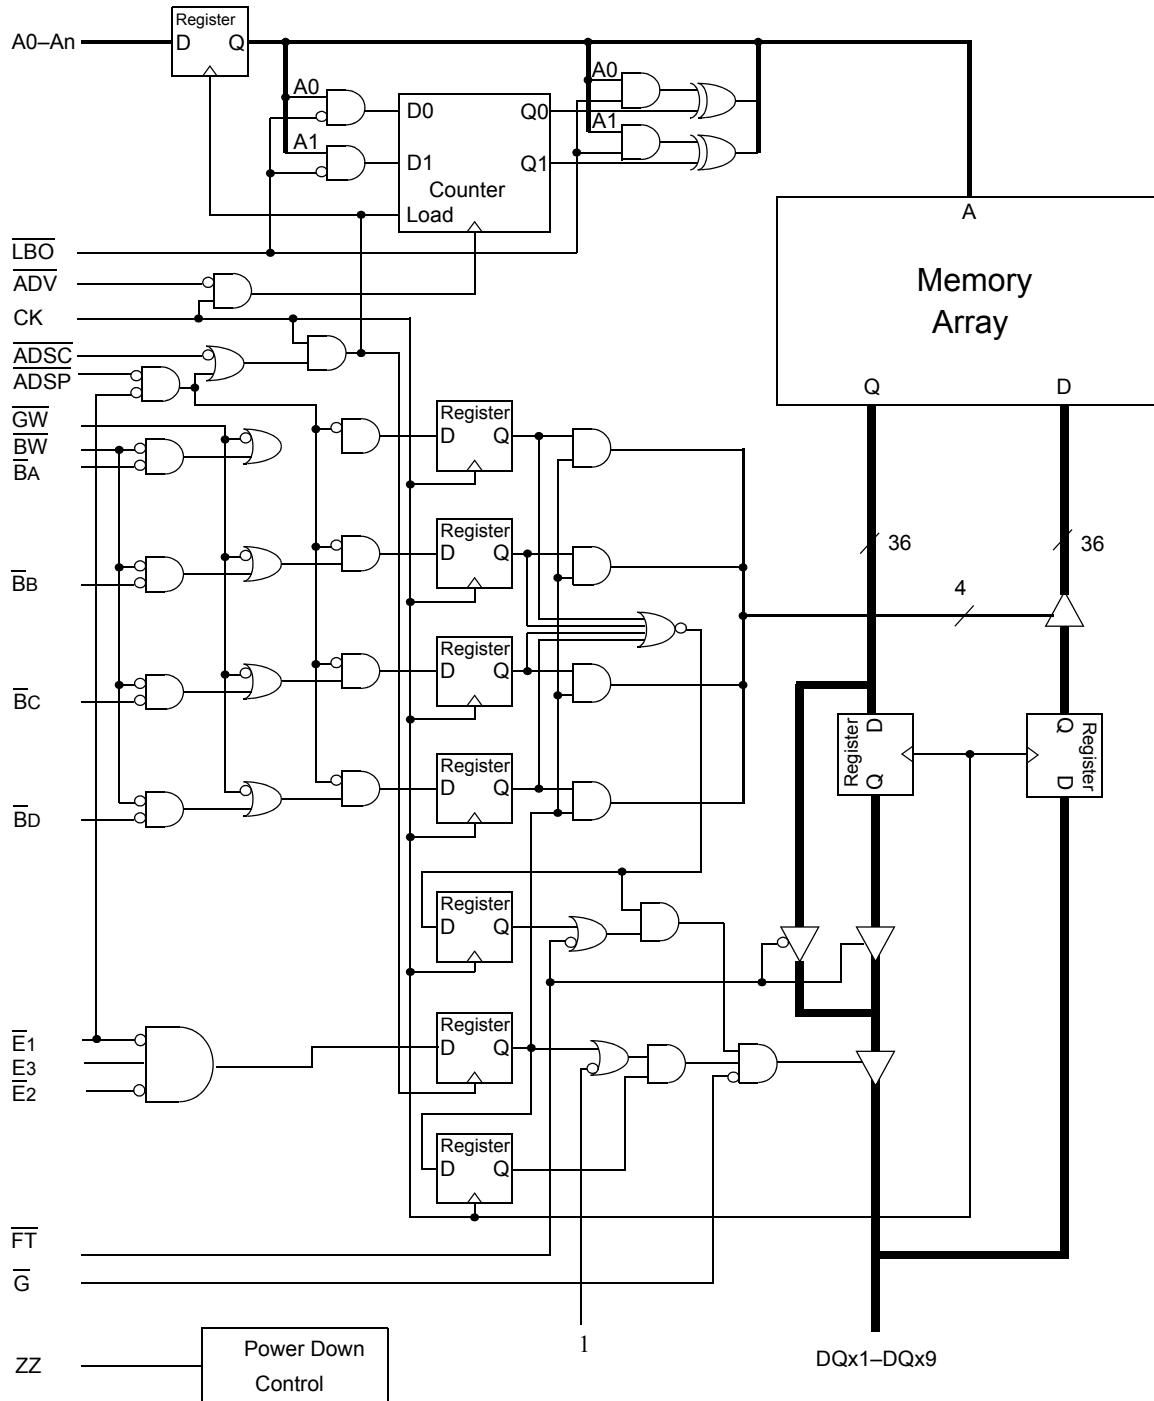 Register
A0–An
D Q
A0
A0
D0
Q0
A1
A1
D1
Q1
Counter
Load
A
LBO
ADV
Memory
CK
Array
ADSC
ADSP
Q
D
GW
Register
BW
D Q
BA
Register
36
36
D Q
BB
4
Register
D Q
BC
Register
D
Q
Q
D
Register
Register
D Q
BD
Register
D Q
Register
E1
D Q
E3
E2
Register
D Q
FT
G
1
Power Down
DQx1–DQx9
ZZ
Control